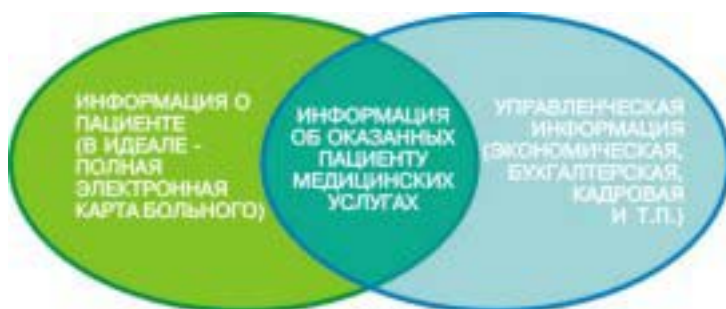 ИНФОРМАЦИЯ О
ПАЦИЕНТЕ
(В ИДЕАЛЕ -
ПОЛНАЯ
ЭЛЕКТРОННАЯ
КАРТА БОЛЬНОГО)
ИНФОРМАЦИЯ
ОБ ОКАЗАННЫХ
ПАЦИЕНТУ
МЕДИЦИНСКИХ
УСЛУГАХ
УПРАВЛЕНЧЕСКАЯ
ИНФОРМАЦИЯ
(ЭКОНОМИЧЕСКАЯ,
БУХГАЛТЕРСКАЯ,
КАДРОВАЯ
И Т.П.)